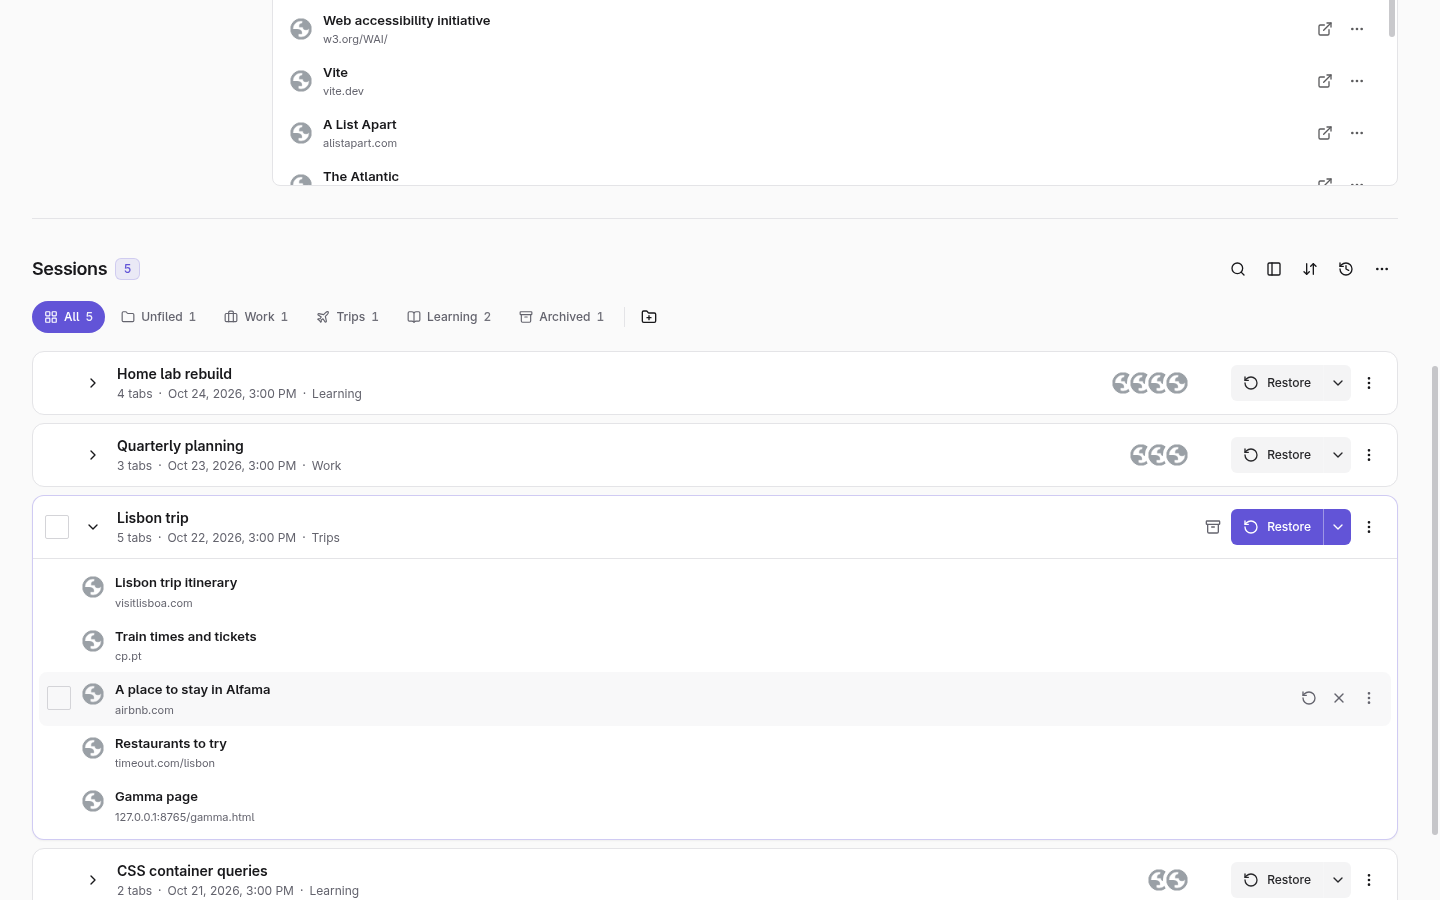 Web accessibility initiative
w3.org/WAI/
Vite
vite.dev
A List Apart
alistapart.com
The Atlantic
Sessions 5
All 5 Unfiled 1 Work 1 Trips 1 Learning 2 Archived 1
Home lab rebuild
4 tabs · Oct 24, 2026, 3:00 PM · Learning
Restore
Quarterly planning
3 tabs · Oct 23, 2026, 3:00 PM · Work
Restore
Lisbon trip
5 tabs · Oct 22, 2026, 3:00 PM · Trips
Restore
Lisbon trip itinerary
visitlisboa.com
Train times and tickets
cp.pt
A place to stay in Alfama
airbnb.com
Restaurants to try
timeout.com/lisbon
Gamma page
127.0.0.1:8765/gamma.html
CSS container queries
2 tabs · Oct 21, 2026, 3:00 PM · Learning
Restore